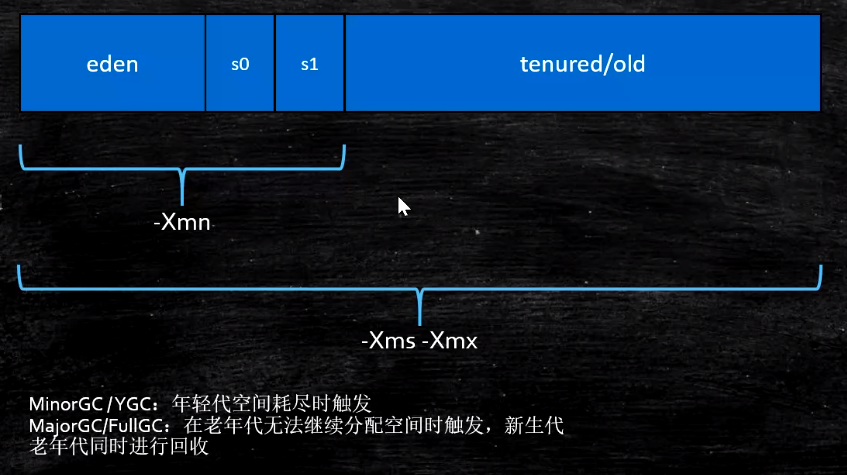 eden s0 s1 tenured/old
-Xmn
-Xms -Xmx
MinorGC/YGC：年轻代空间耗尽时触发
MajorGC/FullGC：在老年代无法继续分配空间时触发，新生代
老年代同时进行回收